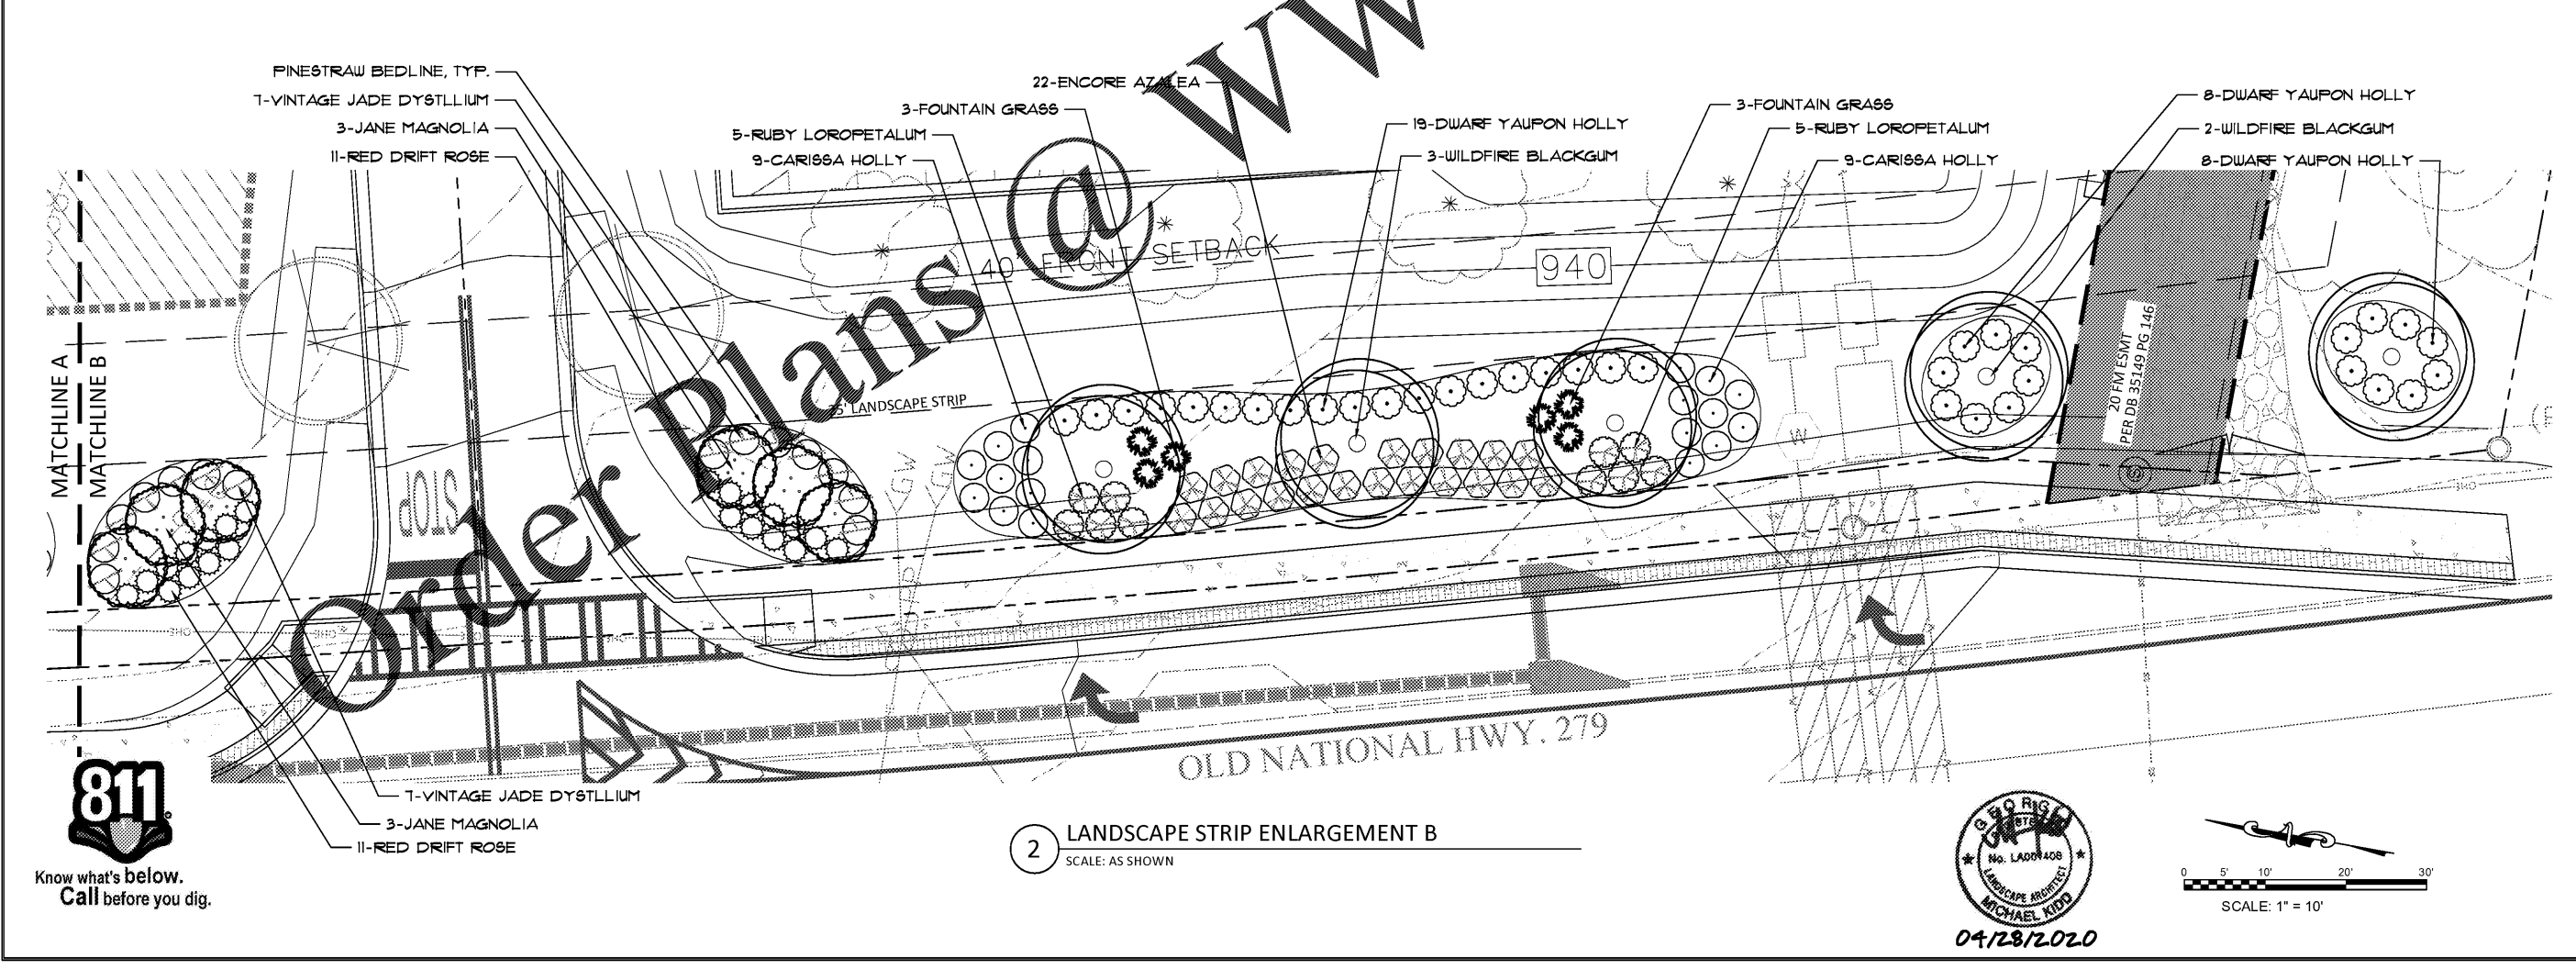 PINESTRAW BEDLINE, TYP.
7-VINTAGE JADE DYSTLLIUM
3-JANE MAGNOLIA
11-RED DRIFT ROSE
22-ENCORE AZALEA
3-FOUNTAIN GRASS
5-RUBY LOROPETALUM
9-CARISSA HOLLY
19-DWARF YAUPON HOLLY
3-WILDFIRE BLACKGUM
3-FOUNTAIN GRASS
5-RUBY LOROPETALUM
9-CARISSA HOLLY
8-DWARF YAUPON HOLLY
2-WILDFIRE BLACKGUM
8-DWARF YAUPON HOLLY
Order Plans @ WW
40' FRONT SETBACK
940
MATCHLINE A
MATCHLINE B
25' LANDSCAPE STRIP
20 FM ESMT
PER DB 35149 PG 146
W
S
STOP
OHE
OHE
OHE
OLD NATIONAL HWY. 279
7-VINTAGE JADE DYSTLLIUM
3-JANE MAGNOLIA
11-RED DRIFT ROSE
811
Know what's below.
Call before you dig.
2
LANDSCAPE STRIP ENLARGEMENT B
SCALE: AS SHOWN
GEORGIA
LANDSCAPE ARCHITECT
MICHAEL KIDD
04/28/2020
0 5' 10' 20' 30'
SCALE: 1" = 10'